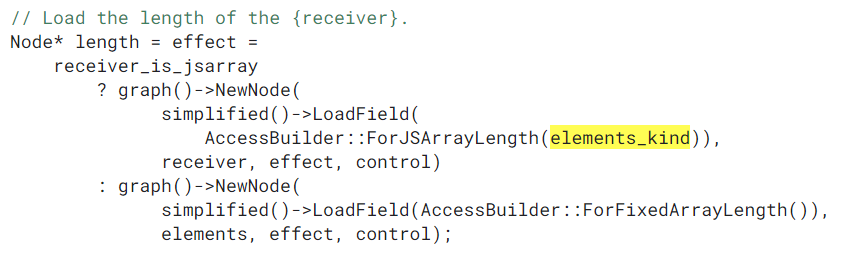 // Load the length of the {receiver}.
Node* length = effect =
    receiver_is_jsarray
        ? graph()->NewNode(
              simplified()->LoadField(
                  AccessBuilder::ForJSArrayLength(elements_kind)),
              receiver, effect, control)
        : graph()->NewNode(
              simplified()->LoadField(AccessBuilder::ForFixedArrayLength()),
              elements, effect, control);